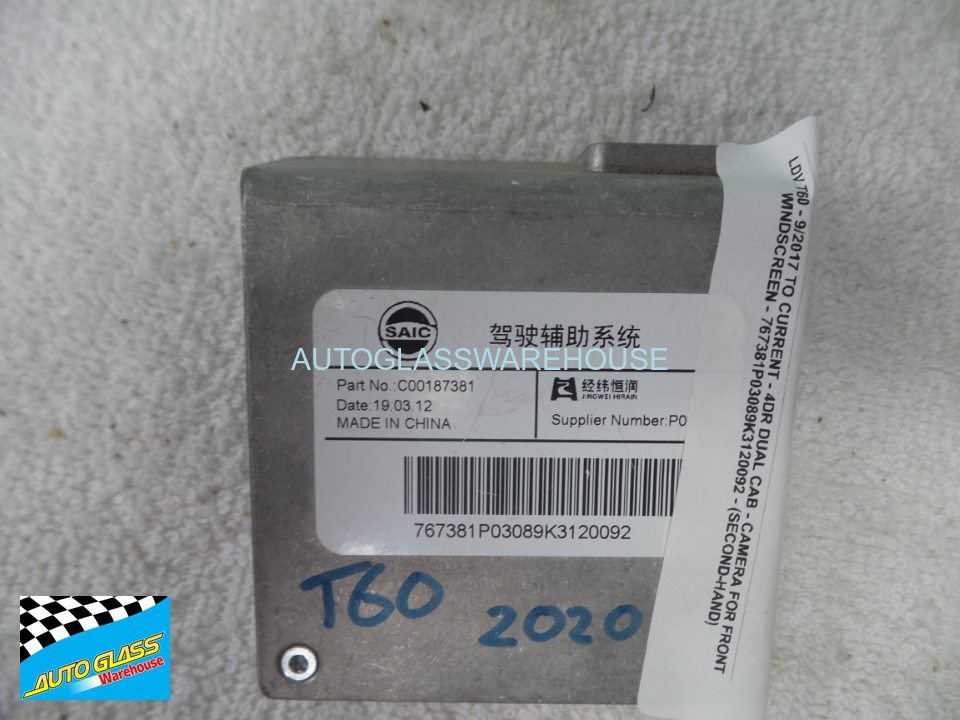 SAIC
驾驶辅助系统
AUTOGLASSWAREHOUSE
Part No.:C00187381
Date:19.03.12
MADE IN CHINA
经纬恒润
JINGWEI HIRAIN
Supplier Number:P0
767381P03089K3120092
T60
2020
LDV T60 - 9/2017 TO CURRENT - 4DR DUAL CAB - CAMERA FOR FRONT
WINDSCREEN - 767381P03089K3120092 - (SECOND-HAND)
AUTO GLASS
Warehouse